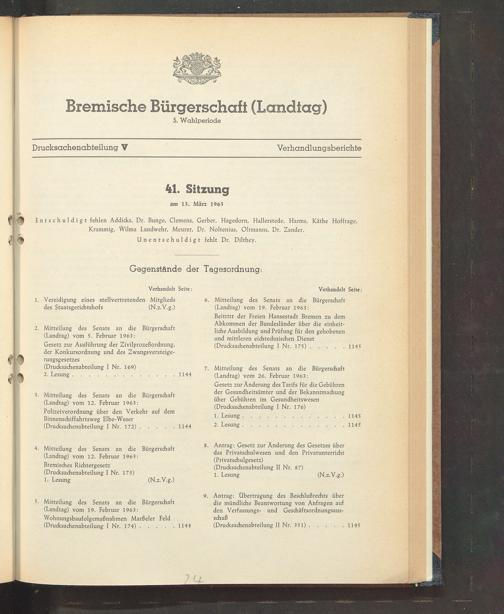 Bremische Bürgerschaft (Landtag)
5. Wahlperiode
Drucksachenabteilung V
Verhandlungsberichte
41. Sitzung
am 13. März 1963
Entschuldigt fehlen Addicks, Dr. Bunge, Clemens, Gerber, Hagedorn, Hallerstede, Harms, Käthe Hoffrage,
Krammig, Wilma Landwehr, Meurer, Dr. Noltenius, Oltmanns, Dr. Zander.
Unentschuldigt fehlt Dr. Dilthey.
Gegenstände der Tagesordnung:
Verhandelt Seite:
1. Vereidigung eines stellvertretenden Mitglieds
des Staatsgerichtshofs (N.z.V.g.)
2. Mitteilung des Senats an die Bürgerschaft
(Landtag) vom 5. Februar 1963:
Gesetz zur Ausführung der Zivilprozeßordnung,
der Konkursordnung und des Zwangsversteige-
rungsgesetzes
(Drucksachenabteilung I Nr. 169)
2. Lesung . . . . . . . . . . . . 1144
3. Mitteilung des Senats an die Bürgerschaft
(Landtag) vom 12. Februar 1963:
Polizeiverordnung über den Verkehr auf dem
Binnenschiffahrtsweg Elbe-Weser
(Drucksachenabteilung I Nr. 172) . . . . . 1144
4. Mitteilung des Senats an die Bürgerschaft
(Landtag) vom 12. Februar 1963:
Bremisches Richtergesetz
(Drucksachenabteilung I Nr. 173)
1. Lesung (N.z.V.g.)
5. Mitteilung des Senats an die Bürgerschaft
(Landtag) vom 19. Februar 1963:
Wohnungsbaufolgemaßnahmen Marßeler Feld
(Drucksachenabteilung I Nr. 174) . . . . . 1144
Verhandelt Seite:
6. Mitteilung des Senats an die Bürgerschaft
(Landtag) vom 19. Februar 1963:
Beitritt der Freien Hansestadt Bremen zu dem
Abkommen der Bundesländer über die einheit-
liche Ausbildung und Prüfung für den gehobenen
und mittleren eichtechnischen Dienst
(Drucksachenabteilung I Nr. 175) . . . . . 1145
7. Mitteilung des Senats an die Bürgerschaft
(Landtag) vom 26. Februar 1963:
Gesetz zur Änderung des Tarifs für die Gebühren
der Gesundheitsämter und der Bekanntmachung
über Gebühren im Gesundheitswesen
(Drucksachenabteilung I Nr. 176)
1. Lesung . . . . . . . . . . . . 1145
2. Lesung . . . . . . . . . . . . 1145
8. Antrag: Gesetz zur Änderung des Gesetzes über
das Privatschulwesen und den Privatunterricht
(Privatschulgesetz)
(Drucksachenabteilung II Nr. 87)
1. Lesung (N.z.V.g.)
9. Antrag: Übertragung des Beschlußrechts über
die mündliche Beantwortung von Anfragen auf
den Verfassungs- und Geschäftsordnungsaus-
schuß
(Drucksachenabteilung II Nr. 351) . . . . . 1145